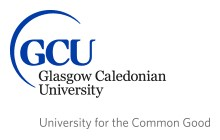 GCU
Glasgow Caledonian
University
University for the Common Good